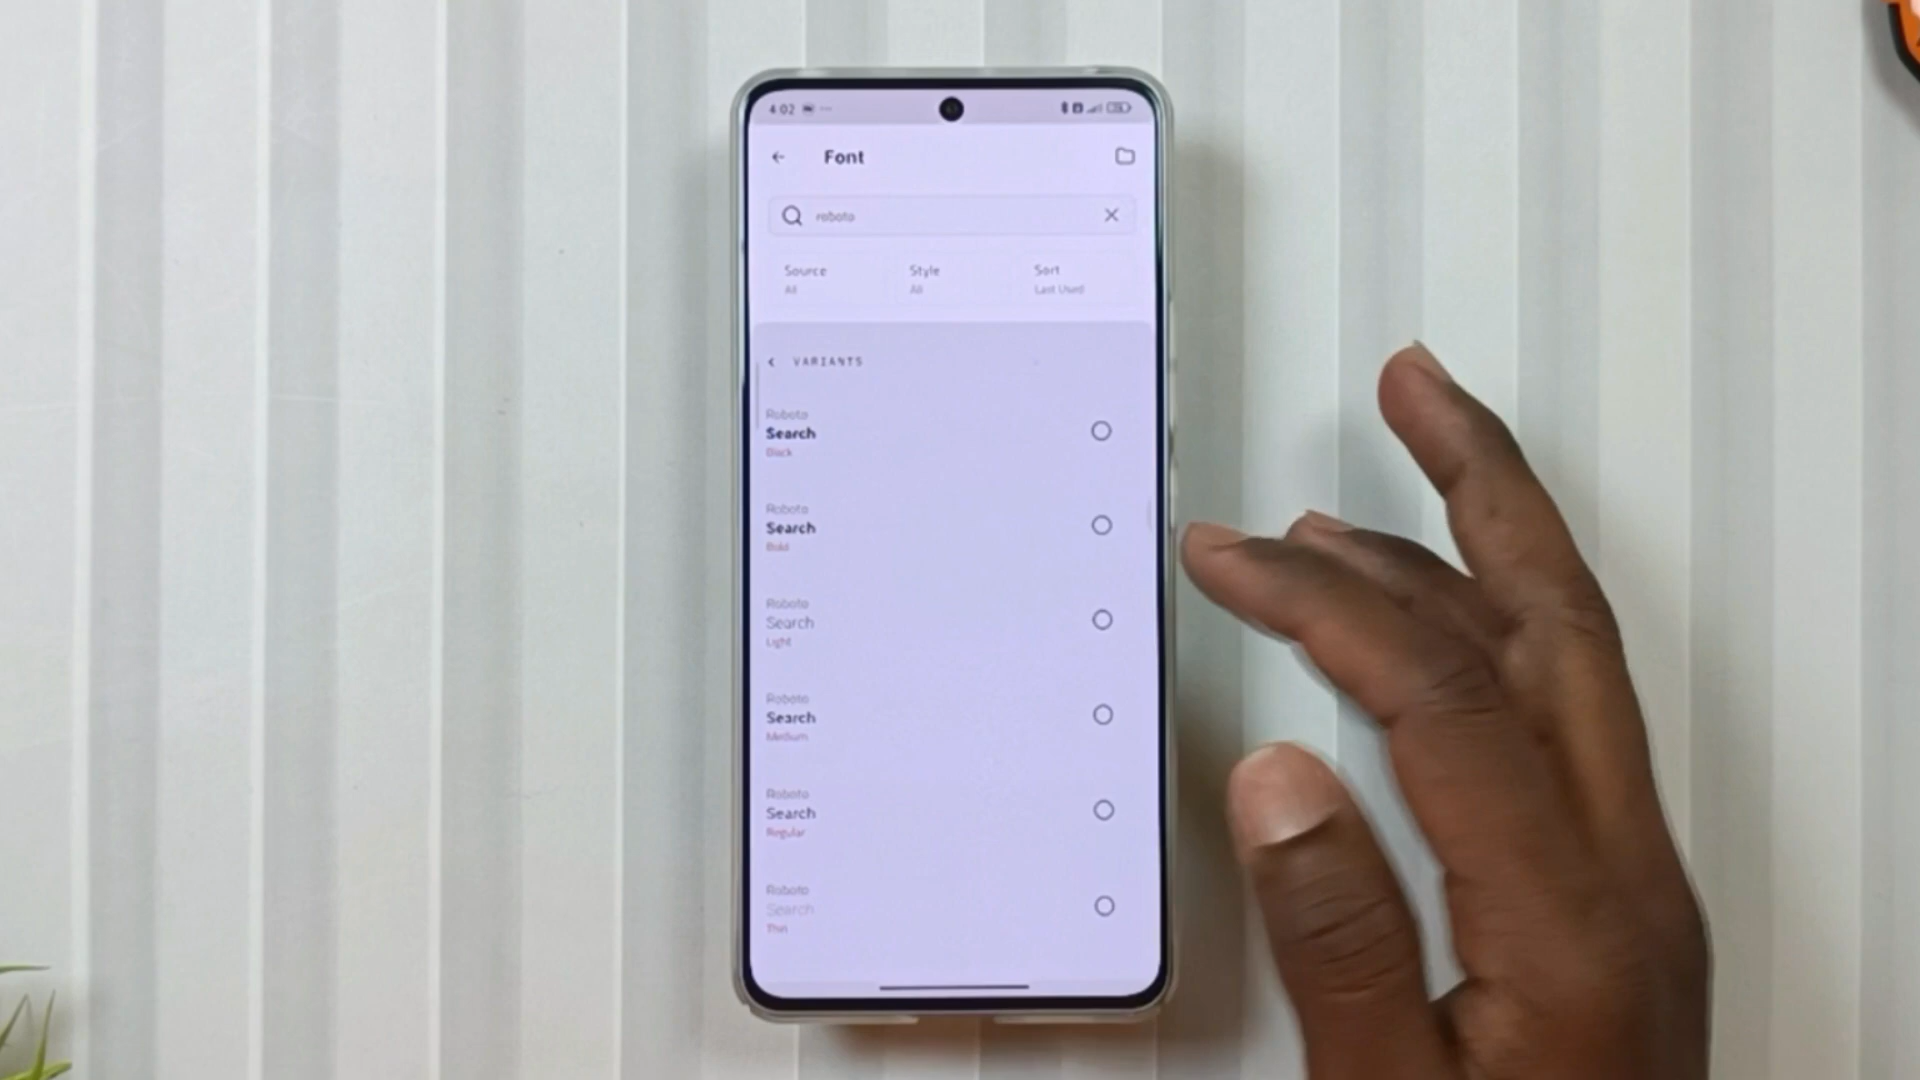 4:02
Font
roboto
Source
All
Style
All
Sort
Last Used
VARIANTS
Roboto
Search
Black
Roboto
Search
Bold
Roboto
Search
Light
Roboto
Search
Medium
Roboto
Search
Regular
Roboto
Search
Thin